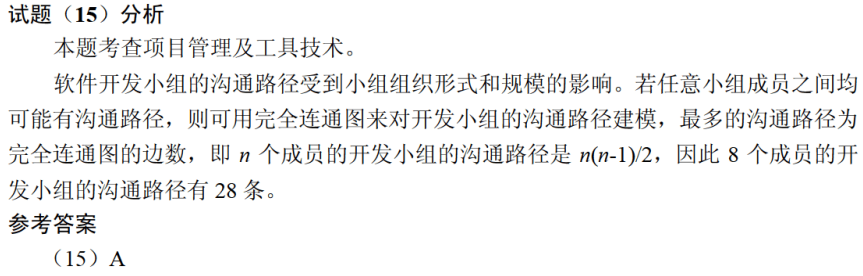 试题（15）分析
本题考查项目管理及工具技术。
软件开发小组的沟通路径受到小组组织形式和规模的影响。若任意小组成员之间均
可能有沟通路径，则可用完全连通图来对开发小组的沟通路径建模，最多的沟通路径为
完全连通图的边数，即 n 个成员的开发小组的沟通路径是 n(n-1)/2，因此 8 个成员的开
发小组的沟通路径有 28 条。
参考答案
（15）A